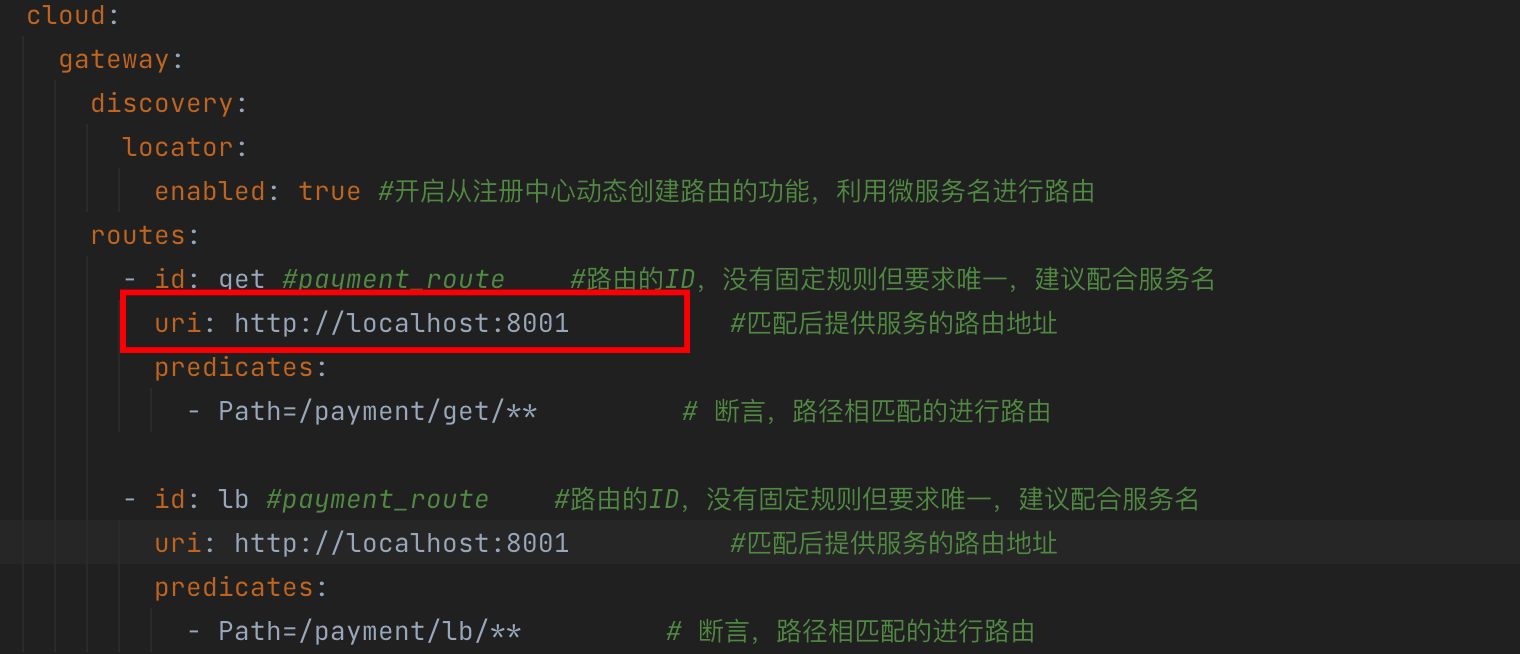 cloud:
gateway:
discovery:
locator:
enabled: true #开启从注册中心动态创建路由的功能，利用微服务名进行路由
routes:
- id: get #payment_route #路由的ID，没有固定规则但要求唯一，建议配合服务名
uri: http://localhost:8001 #匹配后提供服务的路由地址
predicates:
- Path=/payment/get/** # 断言，路径相匹配的进行路由
- id: lb #payment_route #路由的ID，没有固定规则但要求唯一，建议配合服务名
uri: http://localhost:8001 #匹配后提供服务的路由地址
predicates:
- Path=/payment/lb/** # 断言，路径相匹配的进行路由